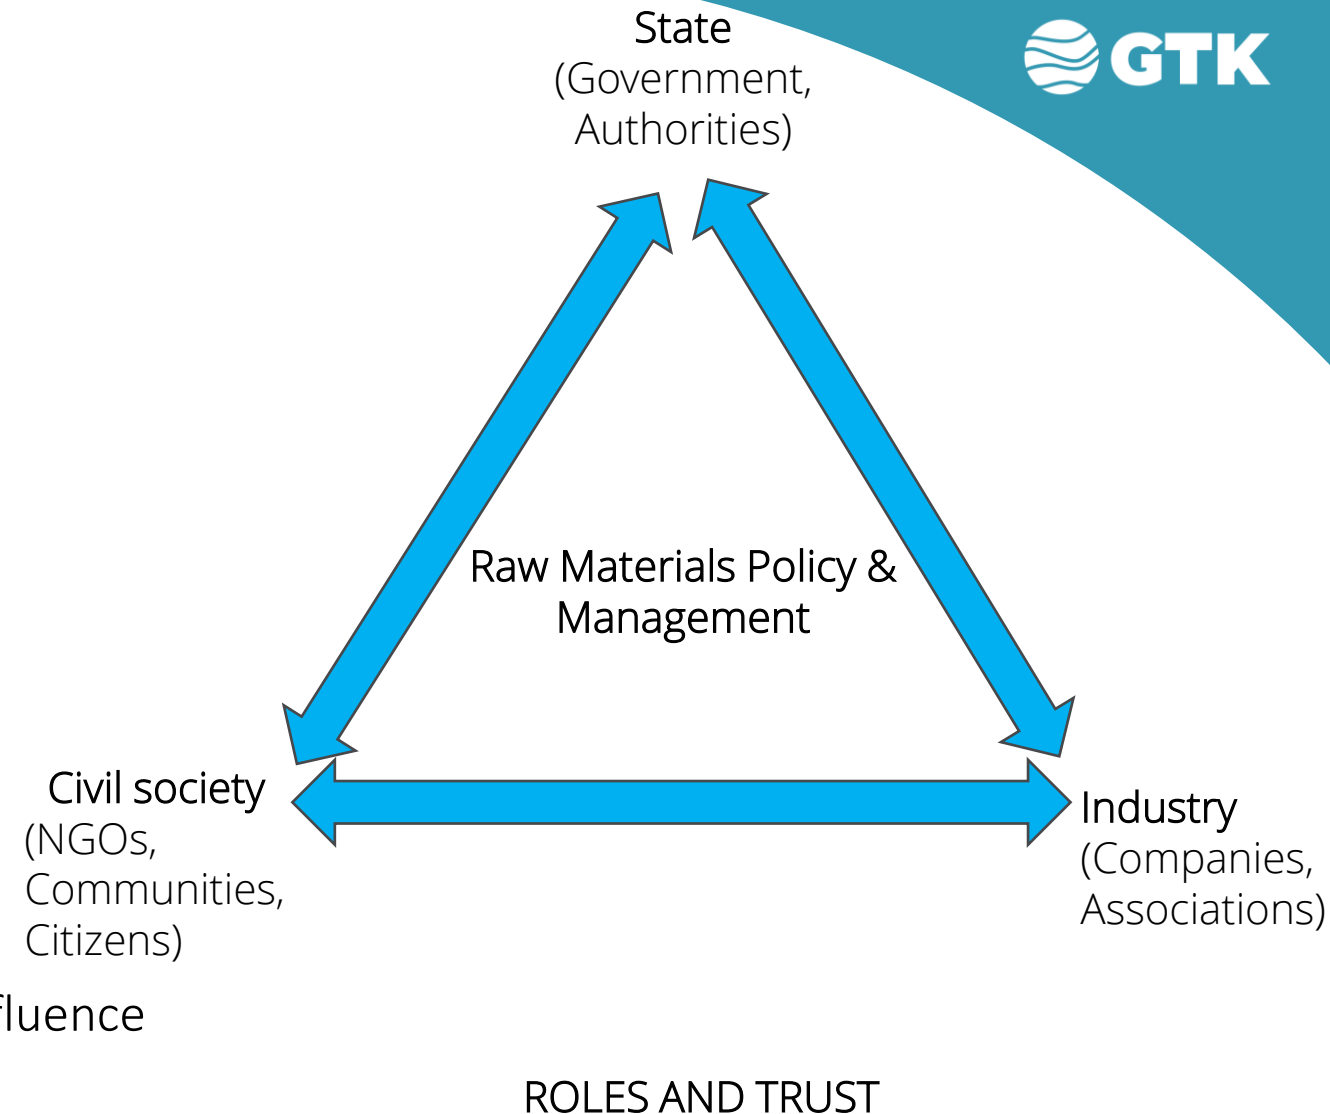 State
(Government,
Authorities)
GTK
Raw Materials Policy &
Management
Civil society
(NGOs,
Communities,
Citizens)
Industry
(Companies,
Associations)
fluence
ROLES AND TRUST